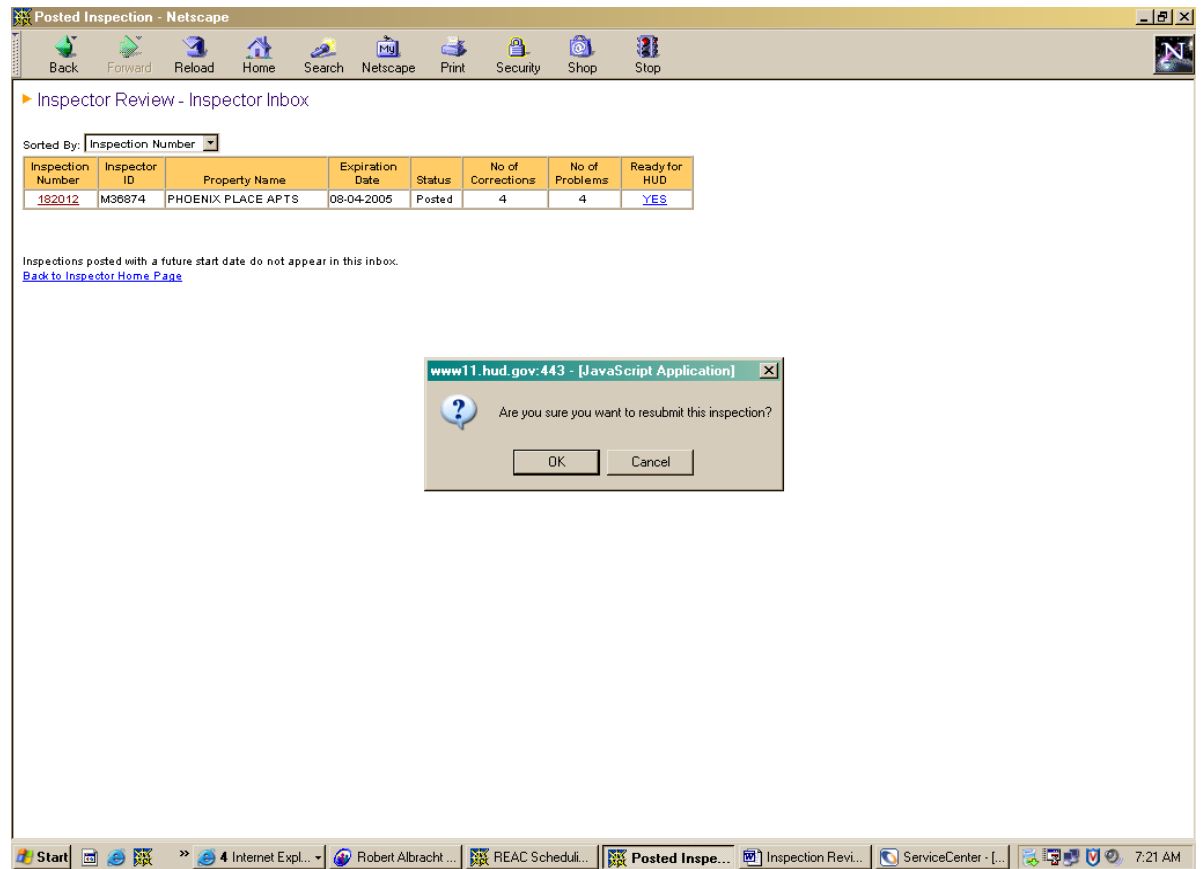 Posted Inspection - Netscape
Back Forward Reload Home Search Netscape Print Security Shop Stop
My
N
Inspector Review - Inspector Inbox
Sorted By: Inspection Number
Inspection Number Inspector ID Property Name Expiration Date Status No of Corrections No of Problems Ready for HUD
182012 M36874 PHOENIX PLACE APTS 08-04-2005 Posted 4 4 YES
Inspections posted with a future start date do not appear in this inbox.
Back to Inspector Home Page
www11.hud.gov:443 - [JavaScript Application]
Are you sure you want to resubmit this inspection?
OK Cancel
Start » 4 Internet Expl... Robert Albracht ... REAC Scheduli... Posted Inspe... Inspection Revi... ServiceCenter - [... 7:21 AM